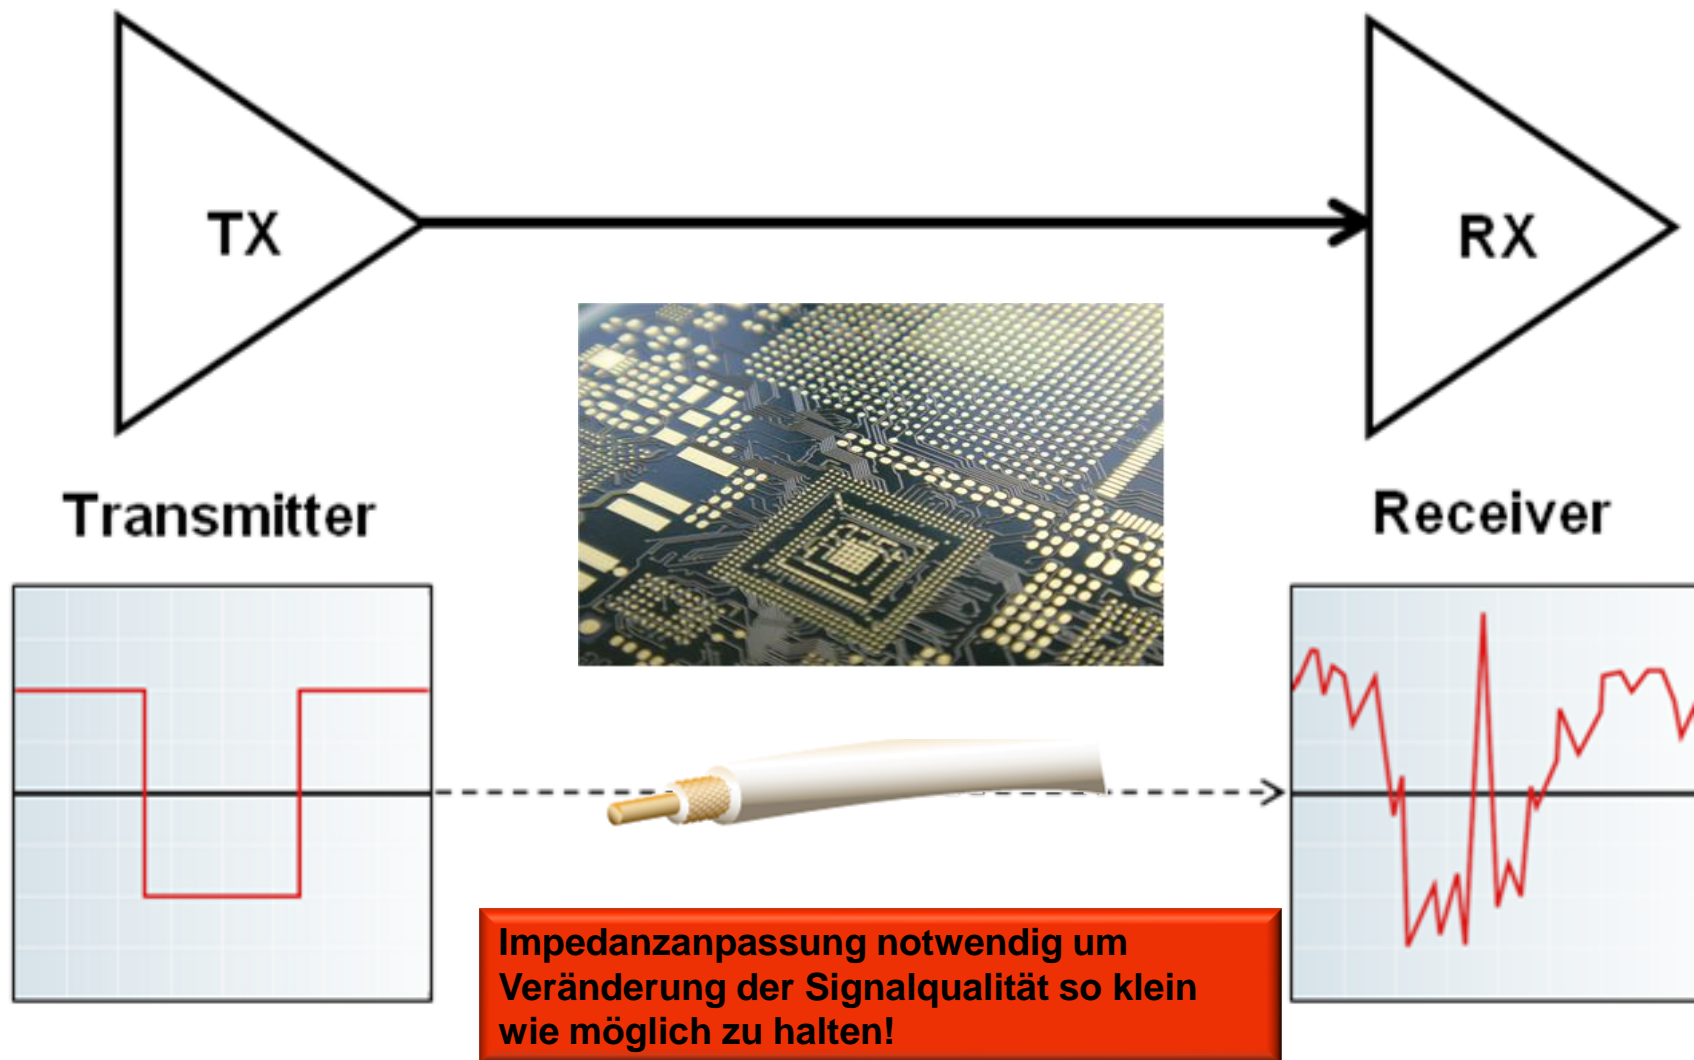 TX
RX
Transmitter
Receiver
Impedanzanpassung notwendig um
Veränderung der Signalqualität so klein
wie möglich zu halten!